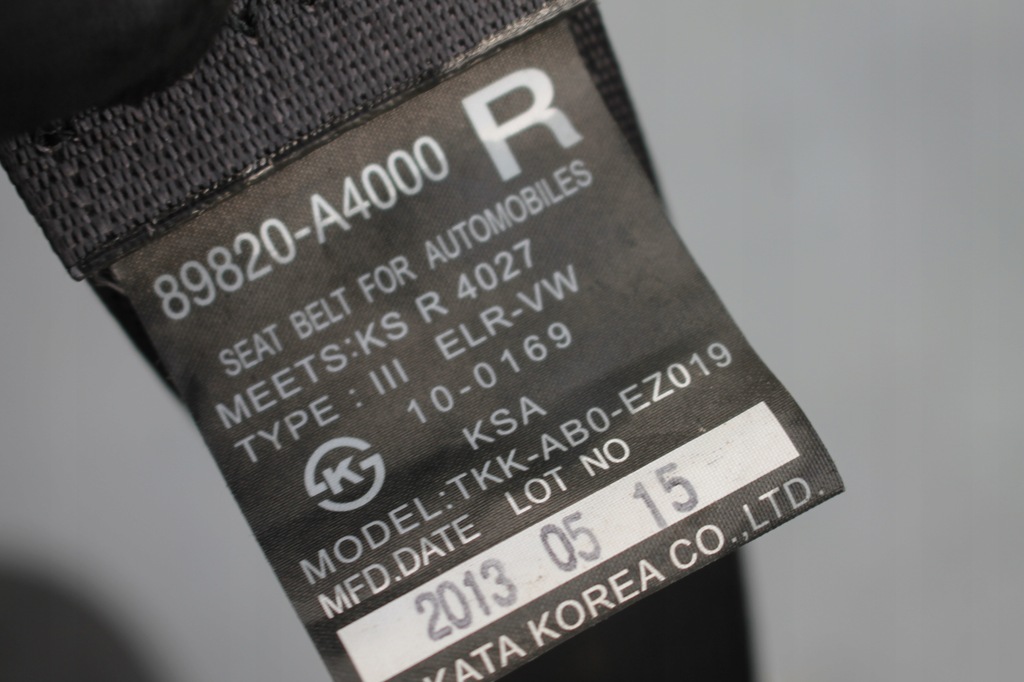 89820-A4000 R
SEAT BELT FOR AUTOMOBILES
MEETS:KS R 4027
TYPE : III ELR-VW
10-0169
K
KSA
MODEL:TKK-AB0-EZ019
MFD.DATE LOT NO
2013 05 15
KATA KOREA CO.,LTD.